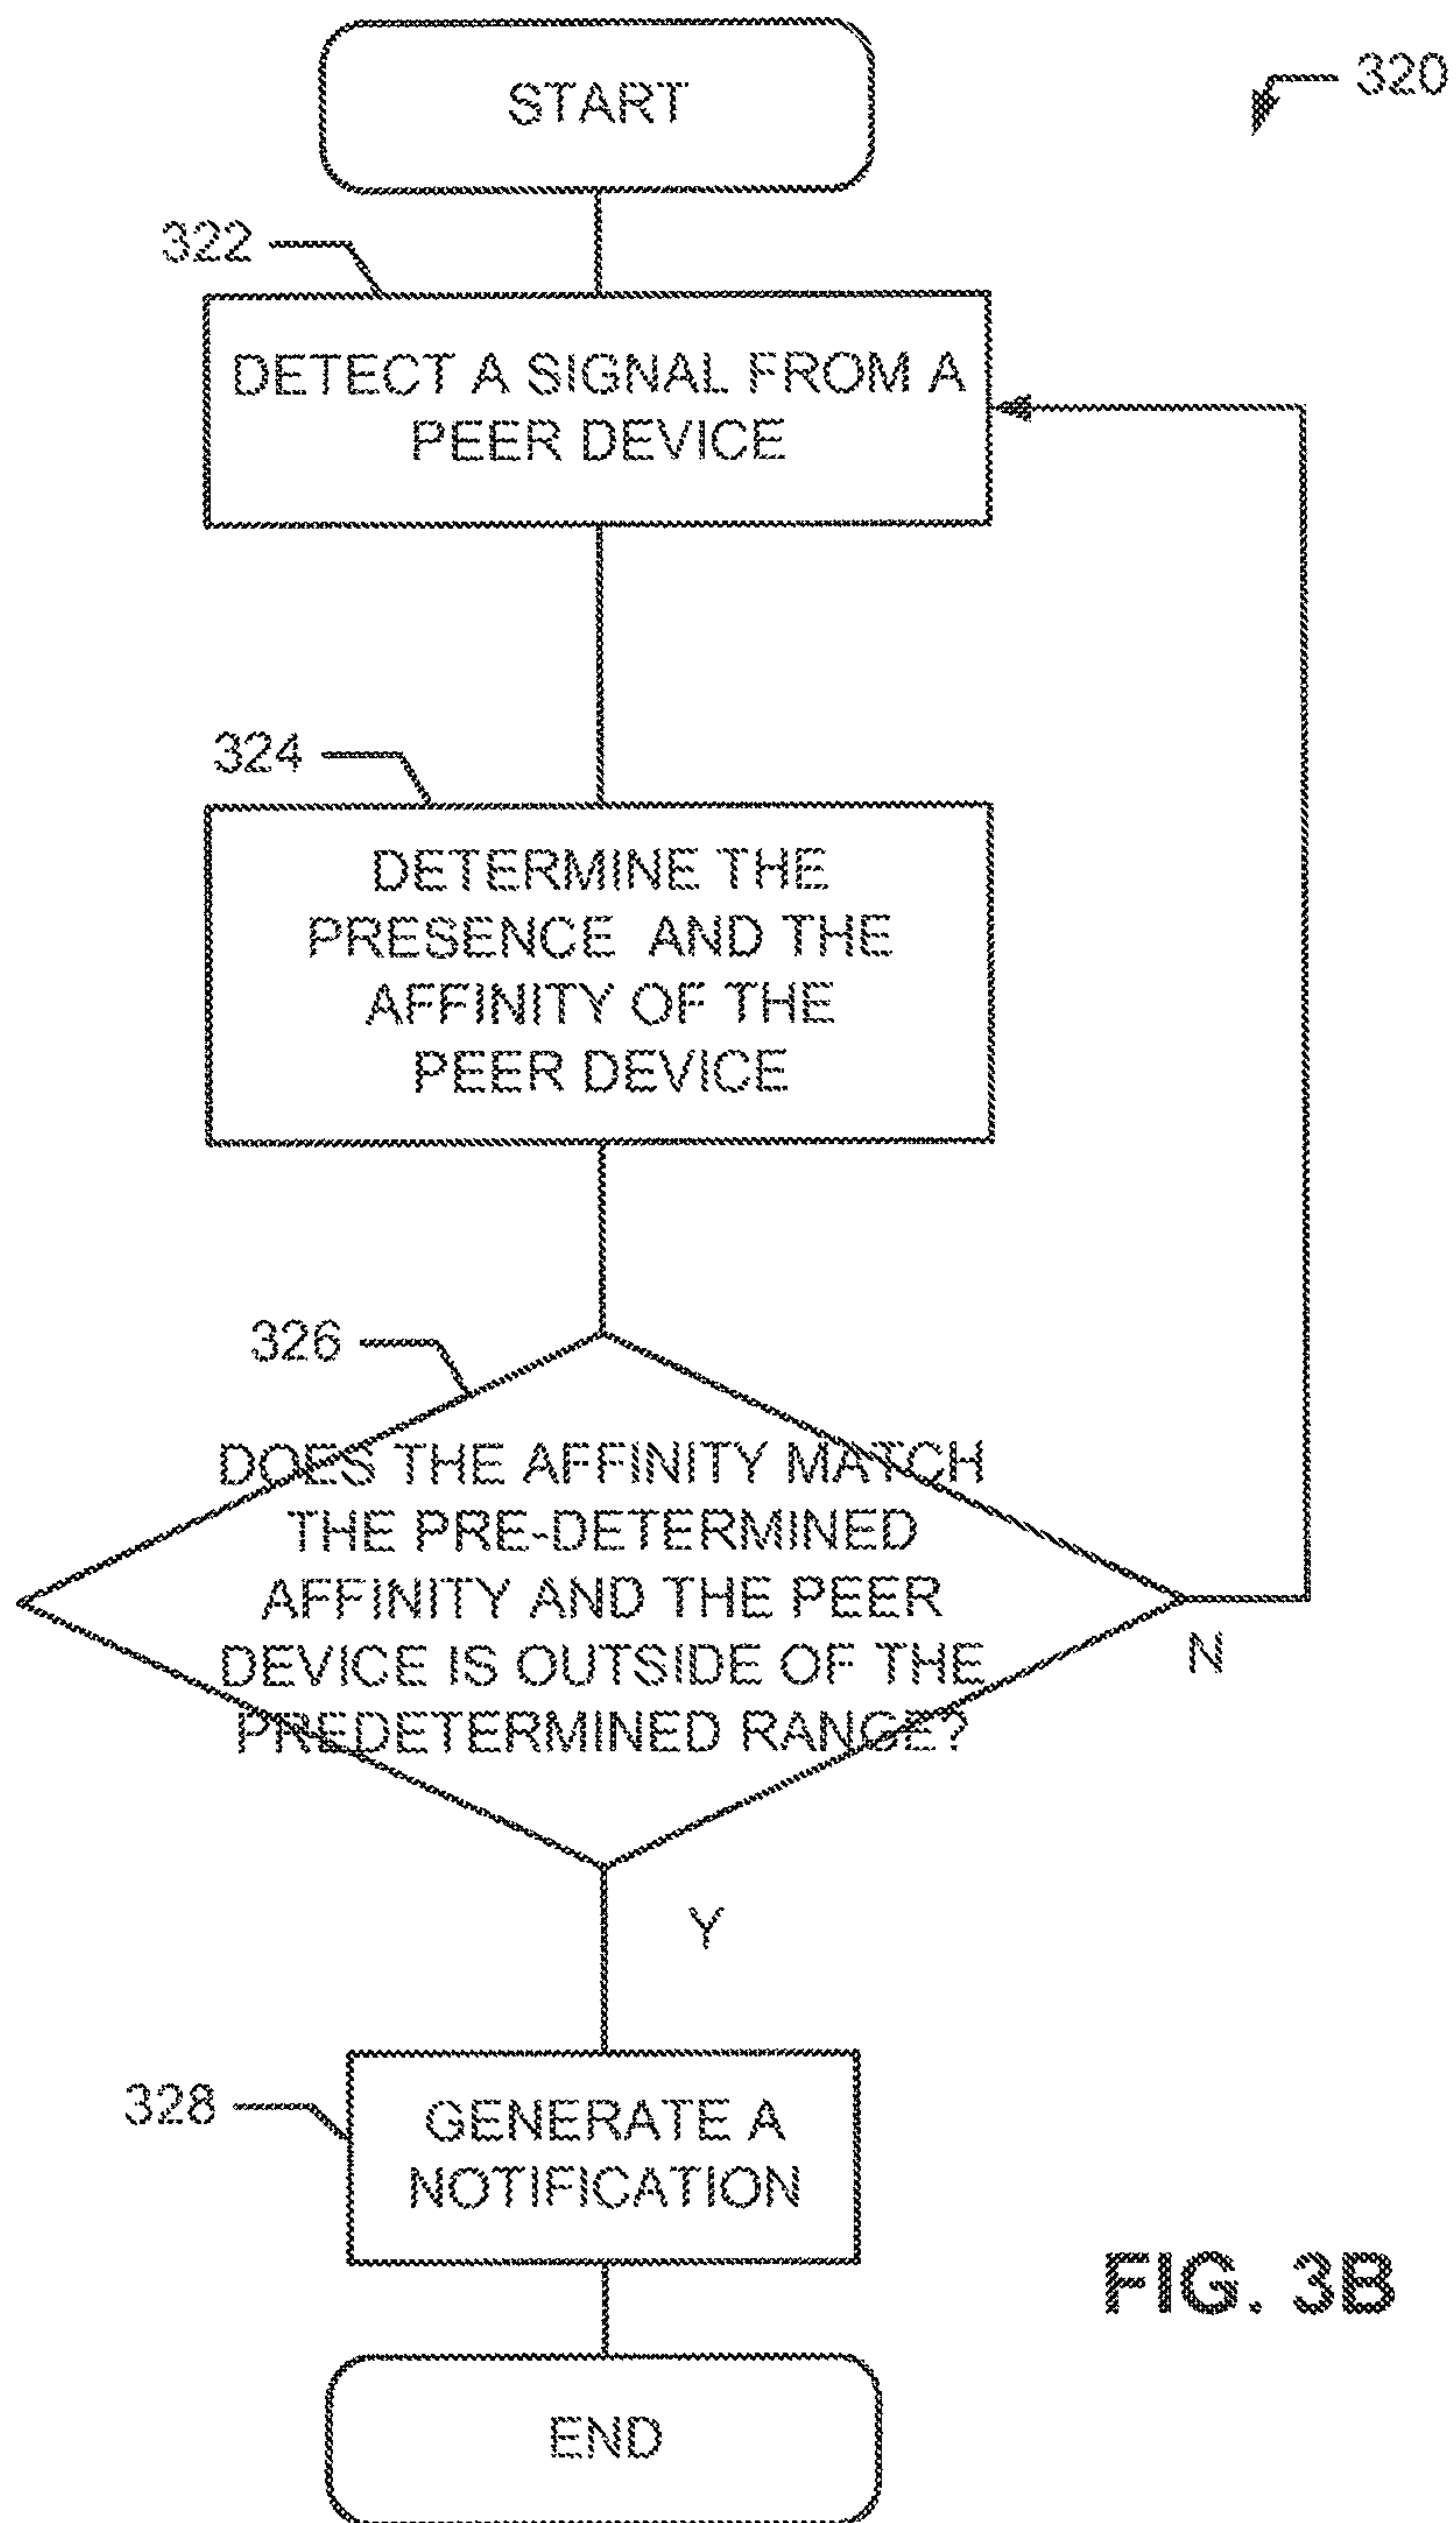 START
320
322
DETECT A SIGNAL FROM A
PEER DEVICE
324
DETERMINE THE
PRESENCE AND THE
AFFINITY OF THE
PEER DEVICE
326
DOES THE AFFINITY MATCH
THE PRE-DETERMINED
AFFINITY AND THE PEER
DEVICE IS OUTSIDE OF THE
PREDETERMINED RANGE?
N
Y
328
GENERATE A
NOTIFICATION
FIG. 3B
END